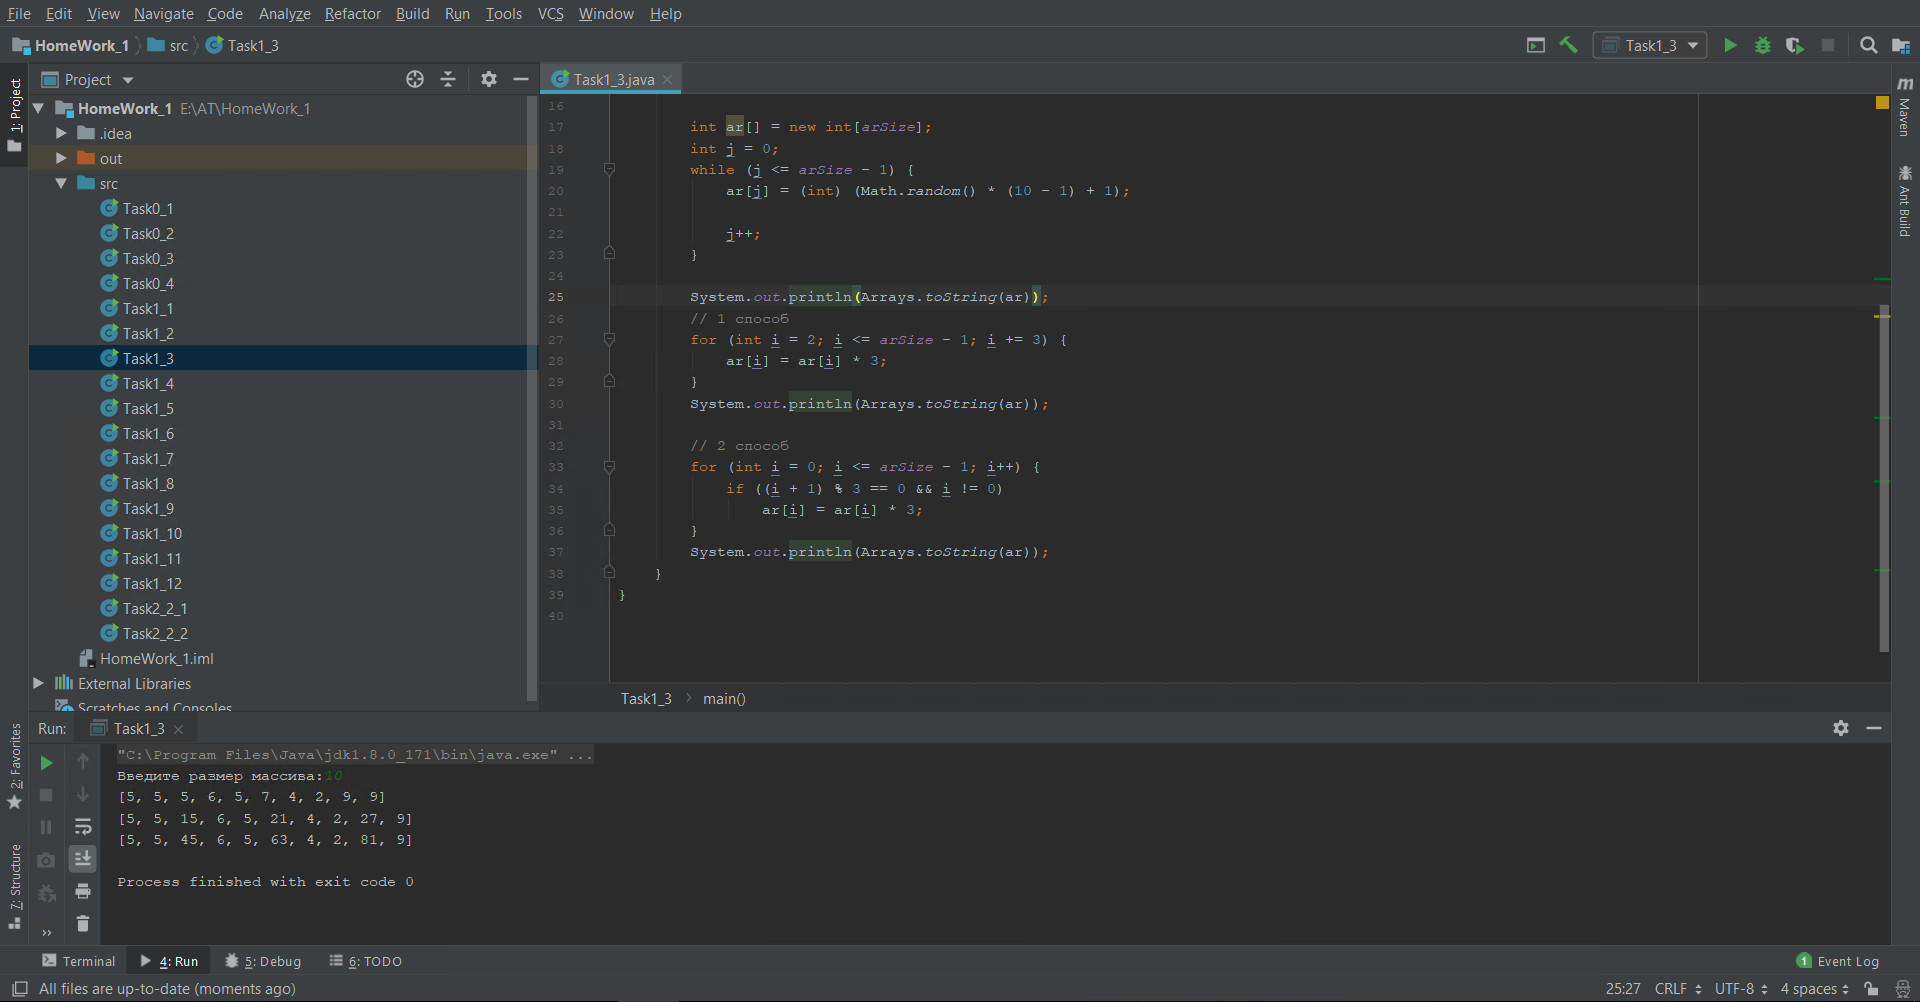 File Edit View Navigate Code Analyze Refactor Build Run Tools VCS Window Help
HomeWork_1 src Task1_3
Task1_3
Project
Task1_3.java
1: Project
HomeWork_1 E:\AT\HomeWork_1
.idea
out
src
Task0_1
Task0_2
Task0_3
Task0_4
Task1_1
Task1_2
Task1_3
Task1_4
Task1_5
Task1_6
Task1_7
Task1_8
Task1_9
Task1_10
Task1_11
Task1_12
Task2_2_1
Task2_2_2
HomeWork_1.iml
External Libraries
Scratches and Consoles
16
17 int ar[] = new int[arSize];
18 int j = 0;
19 while (j <= arSize - 1) {
20 ar[j] = (int) (Math.random() * (10 - 1) + 1);
21
22 j++;
23 }
24
25 System.out.println(Arrays.toString(ar));
26 // 1 способ
27 for (int i = 2; i <= arSize - 1; i += 3) {
28 ar[i] = ar[i] * 3;
29 }
30 System.out.println(Arrays.toString(ar));
31
32 // 2 способ
33 for (int i = 0; i <= arSize - 1; i++) {
34 if ((i + 1) % 3 == 0 && i != 0)
35 ar[i] = ar[i] * 3;
36 }
37 System.out.println(Arrays.toString(ar));
38 }
39 }
40
Task1_3 main()
Maven
Ant Build
2: Favorites
7: Structure
Run: Task1_3
"C:\Program Files\Java\jdk1.8.0_171\bin\java.exe" ...
Введите размер массива:10
[5, 5, 5, 6, 5, 7, 4, 2, 9, 9]
[5, 5, 15, 6, 5, 21, 4, 2, 27, 9]
[5, 5, 45, 6, 5, 63, 4, 2, 81, 9]
Process finished with exit code 0
Terminal 4: Run 5: Debug 6: TODO 1 Event Log
All files are up-to-date (moments ago) 25:27 CRLF UTF-8 4 spaces